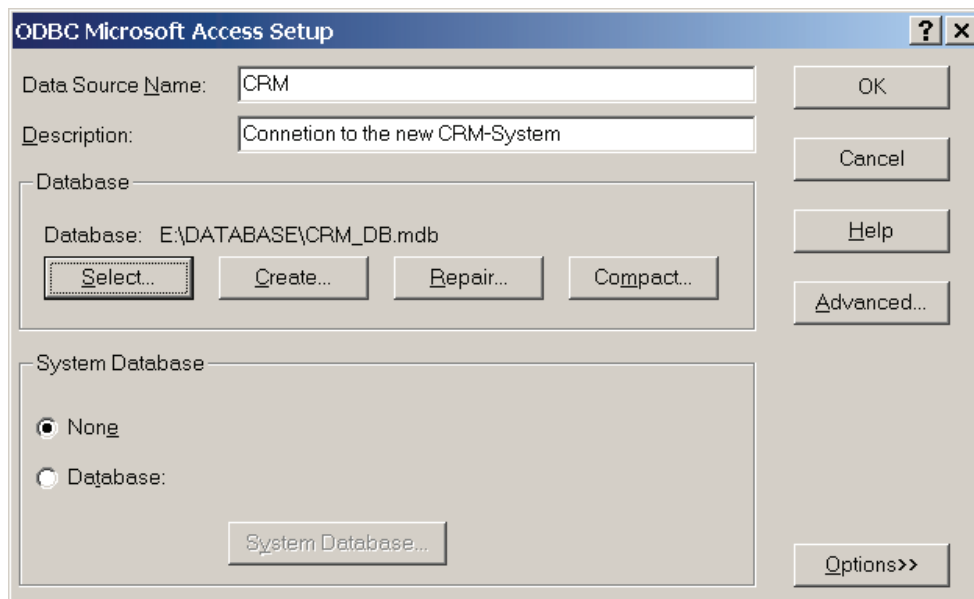 ODBC Microsoft Access Setup
Data Source Name: CRM
OK
Description: Connetion to the new CRM-System
Cancel
Database
Database: E:\DATABASE\CRM_DB.mdb
Help
Select... Create... Repair... Compact...
Advanced...
System Database
None
Database:
System Database...
Options>>